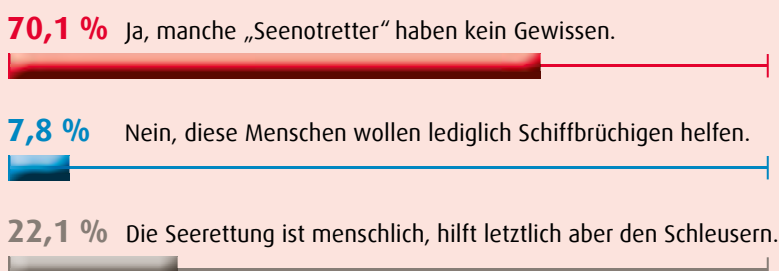 70,1 % Ja, manche „Seenotretter“ haben kein Gewissen.
7,8 % Nein, diese Menschen wollen lediglich Schiffbrüchigen helfen.
22,1 % Die Seerettung ist menschlich, hilft letztlich aber den Schleusern.